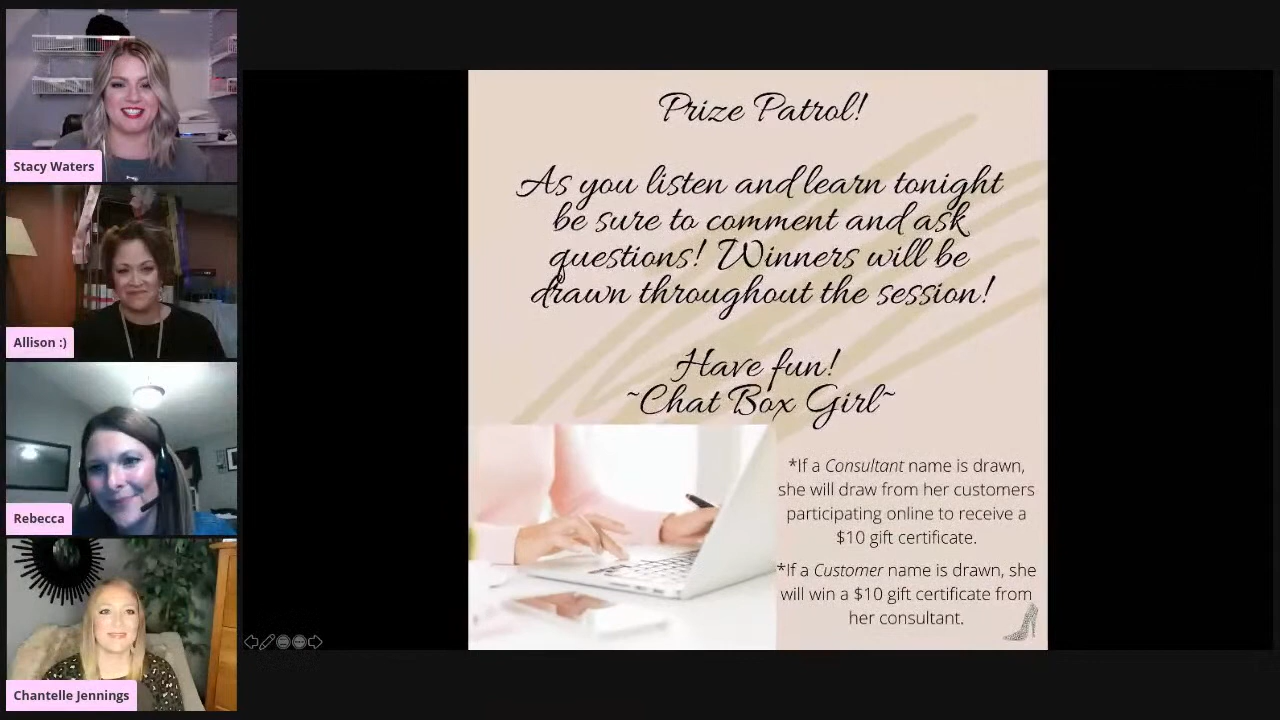 Stacy Waters
Allison :)
Rebecca
Chantelle Jennings
Prize Patrol!
As you listen and learn tonight
be sure to comment and ask
questions! Winners will be
drawn throughout the session!
Have fun!
~Chat Box Girl~
*If a Consultant name is drawn,
she will draw from her customers
participating online to receive a
$10 gift certificate.
*If a Customer name is drawn, she
will win a $10 gift certificate from
her consultant.